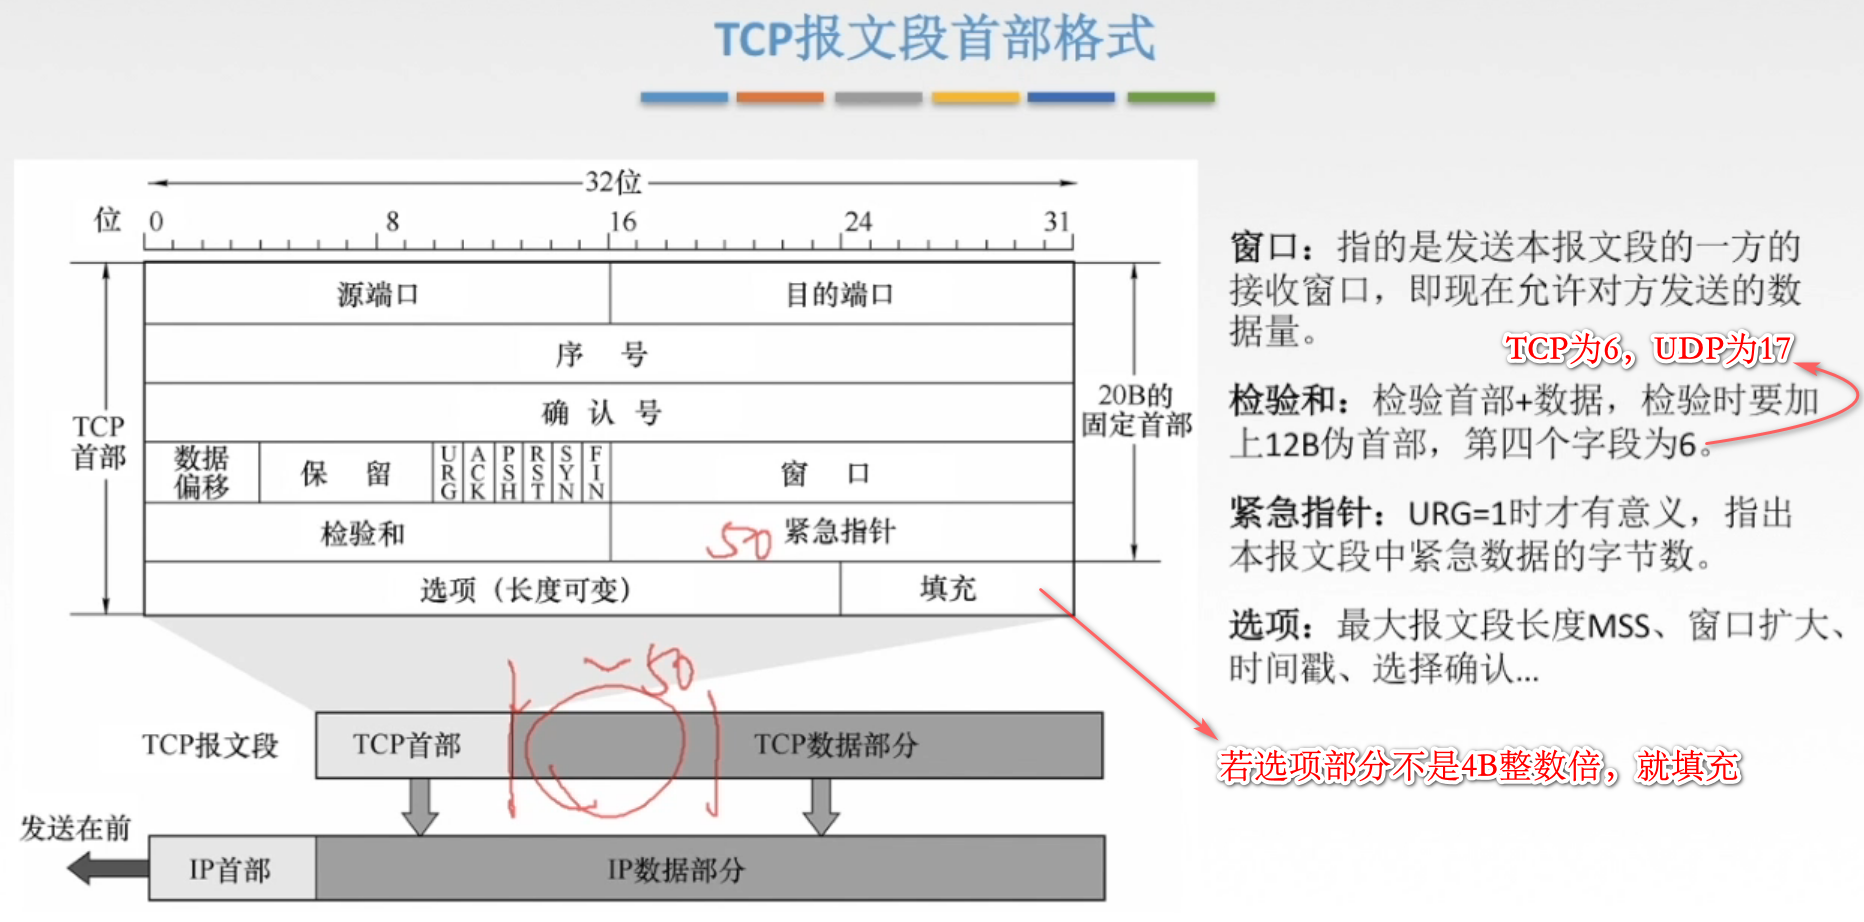 TCP报文段首部格式
32位
位 0 8 16 24 31
源端口 目的端口
序 号
确 认 号
数据偏移 保 留 URG ACK PSH RST SYN FIN 窗 口
检验和 50 紧急指针
选项（长度可变） 填充
TCP首部
20B的固定首部
~50
TCP报文段 TCP首部 TCP数据部分
发送在前
IP首部 IP数据部分
窗口：指的是发送本报文段的一方的
接收窗口，即现在允许对方发送的数
据量。
TCP为6，UDP为17
检验和：检验首部+数据，检验时要加
上12B伪首部，第四个字段为6。
紧急指针：URG=1时才有意义，指出
本报文段中紧急数据的字节数。
选项：最大报文段长度MSS、窗口扩大、
时间戳、选择确认...
若选项部分不是4B整数倍，就填充